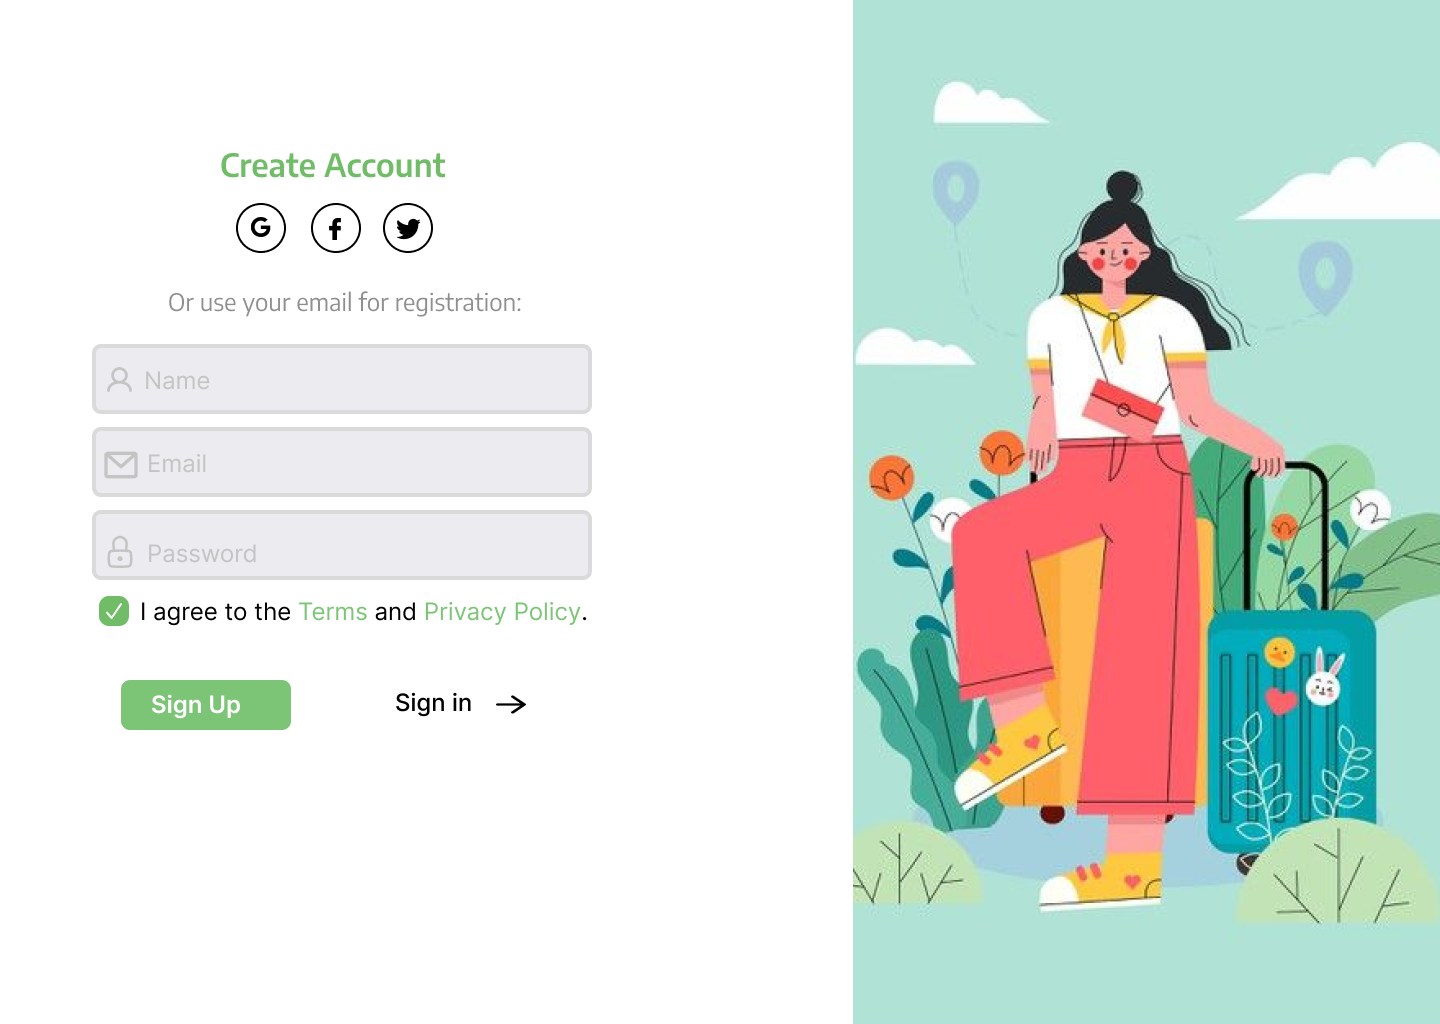 Create Account
G f
Or use your email for registration:
Name
Email
Password
I agree to the Terms and Privacy Policy.
Sign Up
Sign in